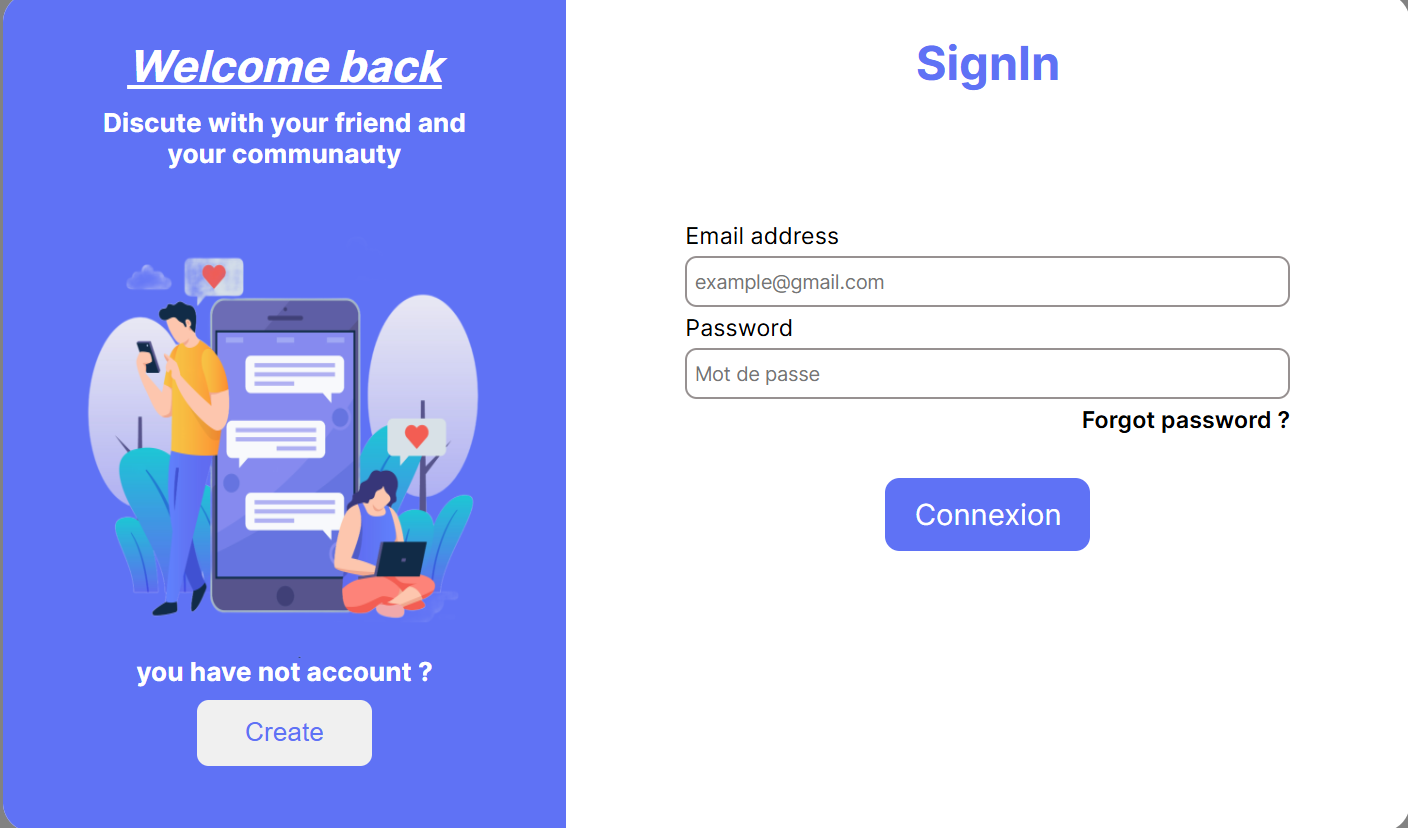 Welcome back
Discute with your friend and
your communauty
you have not account ?
Create
SignIn
Email address
example@gmail.com
Password
Mot de passe
Forgot password ?
Connexion